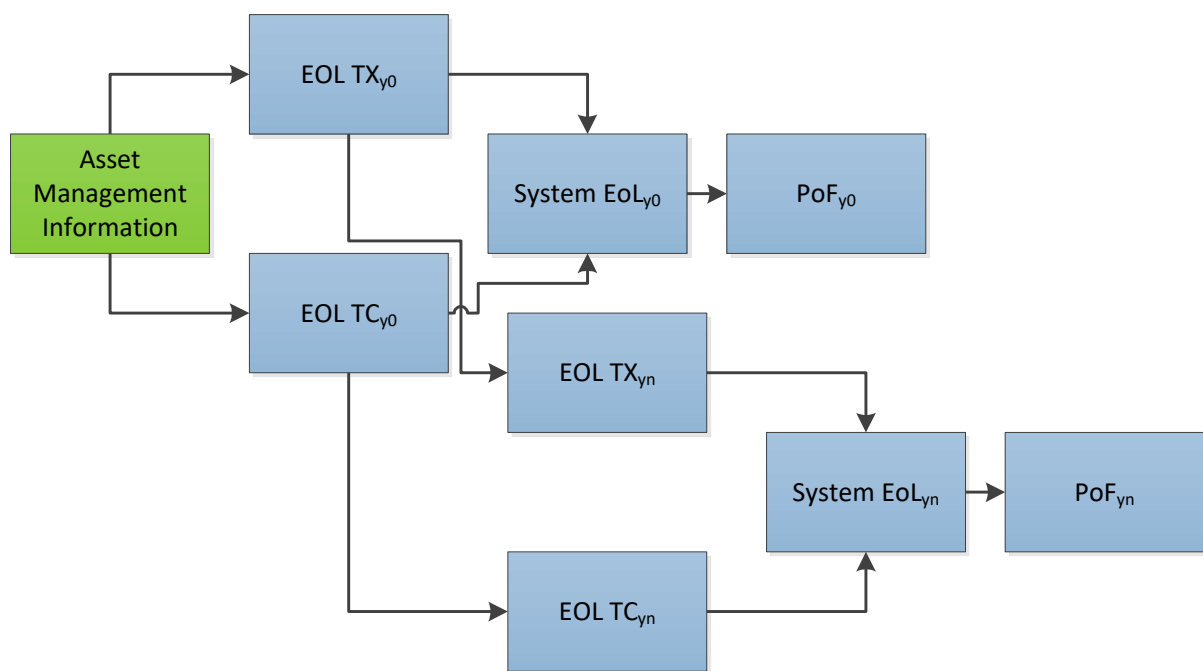 EOL TXy0
Asset
Management
Information
System EoLy0
PoFy0
EOL TCy0
EOL TXyn
System EoLyn
PoFyn
EOL TCyn